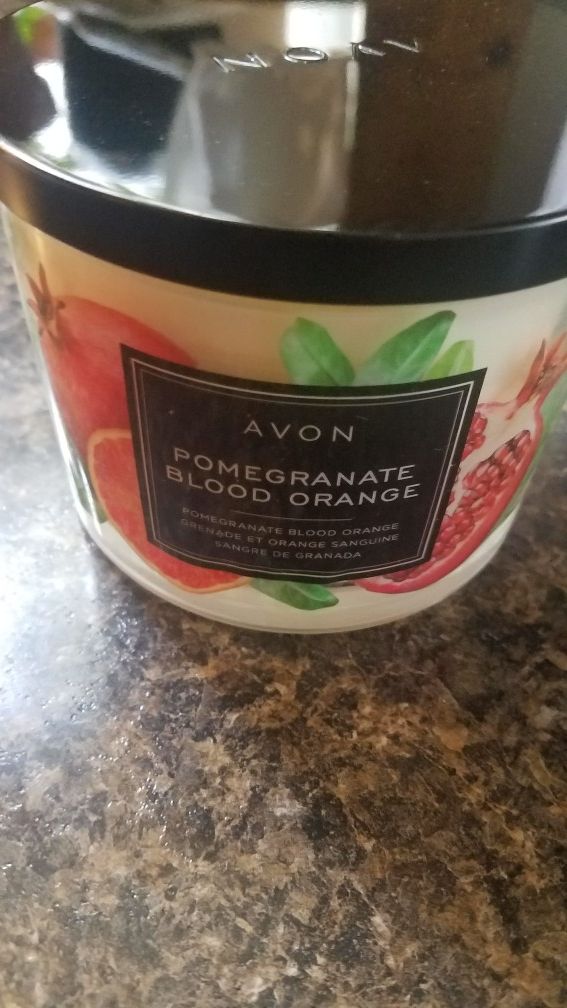 AVON
AVON
POMEGRANATE
BLOOD ORANGE
POMEGRANATE BLOOD ORANGE
GRENADE ET ORANGE SANGUINE
SANGRE DE GRANADA